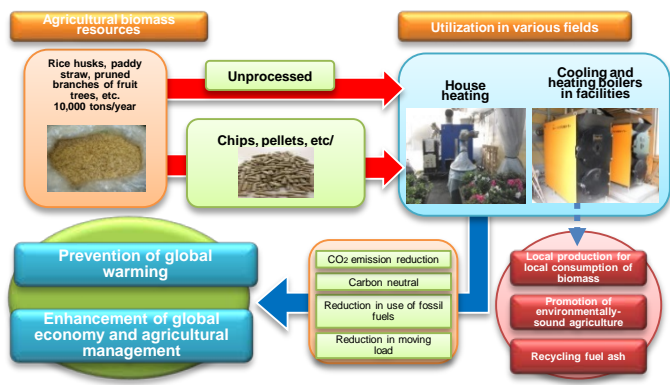 Agricultural biomass
resources
Utilization in various fields
Rice husks, paddy
straw, pruned
branches of fruit
trees, etc.
10,000 tons/year
Unprocessed
Chips, pellets, etc/
House
heating
Cooling and
heating Boilers
in facilities
Prevention of global
warming
Enhancement of global
economy and agricultural
management
CO2 emission reduction
Carbon neutral
Reduction in use of fossil
fuels
Reduction in moving
load
Local production for
local consumption of
biomass
Promotion of
environmentally-
sound agriculture
Recycling fuel ash